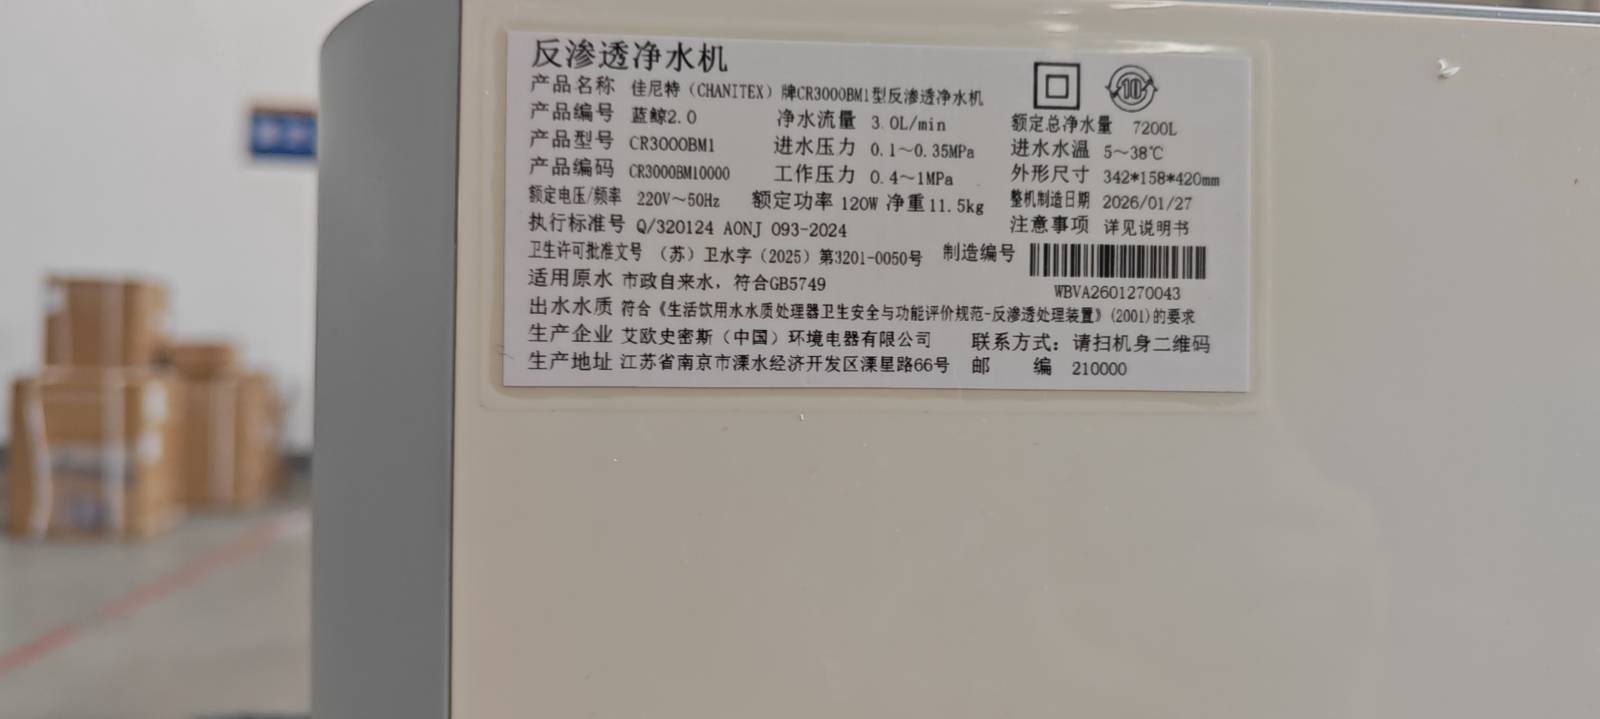 反渗透净水机
产品名称 佳尼特（CHANITEX）牌CR3000BM1型反渗透净水机
10
产品编号 蓝鲸2.0 净水流量 3.0L/min 额定总净水量 7200L
产品型号 CR3000BM1 进水压力 0.1～0.35MPa 进水水温 5～38℃
产品编码 CR3000BM10000 工作压力 0.4～1MPa 外形尺寸 342*158*420mm
额定电压/频率 220V～50Hz 额定功率 120W 净重 11.5kg 整机制造日期 2026/01/27
执行标准号 Q/320124 AONJ 093-2024 注意事项 详见说明书
卫生许可批准文号 （苏）卫水字（2025）第3201-0050号 制造编号
WBVA2601270043
适用原水 市政自来水，符合GB5749
出水水质 符合《生活饮用水水质处理器卫生安全与功能评价规范-反渗透处理装置》(2001)的要求
生产企业 艾欧史密斯（中国）环境电器有限公司 联系方式：请扫机身二维码
生产地址 江苏省南京市溧水经济开发区溧星路66号 邮 编 210000